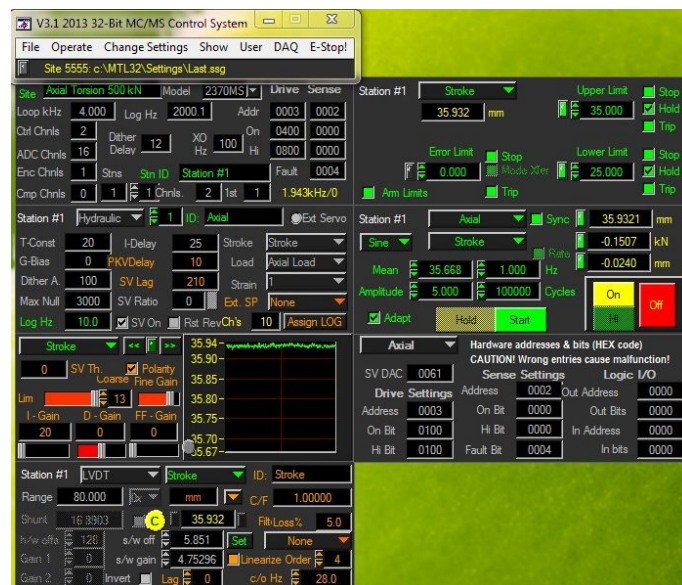 V3.1 2013 32-Bit MC/MS Control System
File Operate Change Settings Show User DAQ E-Stop!
Site 5555: c:\MTL32\Settings\Last.ssg
Site Axial Torsion 500 kN Model 2370MS Drive Sense
Loop kHz 4.000 Log Hz 2000.1 Addr 0003 0002
Ctrl Chnls 2 Dither Delay 12 XO Hz 100 On 0400 0000
ADC Chnls 16 Hi 0800 0000
Enc Chnls 1 Stns Stn ID Station #1 Fault 0004
Cmp Chnls 0 1 1 Chnls. 2 1st 1 1.943kHz/0
Station #1 Stroke Upper Limit Stop
35.932 mm 35.000 Hold
Trip
Error Limit Stop Lower Limit Stop
0.000 Mode Xfer 25.000 Hold
Arm Limits Trip Trip
Station #1 Hydraulic 1 ID: Axial Ext Servo
T-Const 20 I-Delay 25 Stroke Stroke
G-Bias 0 PKVDelay 10 Load Axial Load
Dither A. 100 SV Lag 210 Strain 1
Max Null 3000 SV Ratio 0 Ext. SP None
Log Hz 10.0 SV On Rst Rev Ch's 10 Assign LOG
Station #1 Axial Sync 35.9321 mm
Sine Stroke -0.1507 kN
Rate -0.0240 mm
Mean 35.668 1.000 Hz
Amplitude 5.000 100000 Cycles On Off
Adapt Hold Start Hi
Stroke << F >>
0 SV Th. Polarity
Coarse Fine Gain
Lim 13
I - Gain D - Gain FF - Gain
20 0 0
35.94
35.90
35.85
35.80
35.75
35.70
35.67
Axial Hardware addresses & bits (HEX code)
CAUTION! Wrong entries cause malfunction!
SV DAC 0061 Sense Settings Logic I/O
Drive Settings Address 0002 Out Address 0000
Address 0003 On Bit 0000 Out Bits 0000
On Bit 0100 Hi Bit 0000 In Address 0000
Hi Bit 0100 Fault Bit 0004 In bits 0000
Station #1 LVDT Stroke ID: Stroke
Range 80.000 mm C/F 1.00000
Shunt 16.8903 C 35.932 Filt Loss% 5.0
h/w offs 128 s/w off 5.851 Set None
Gain 1 0 s/w gain 4.75296 Linearize Order 4
Gain 2 0 Invert Lag 0 c/o Hz 28.0